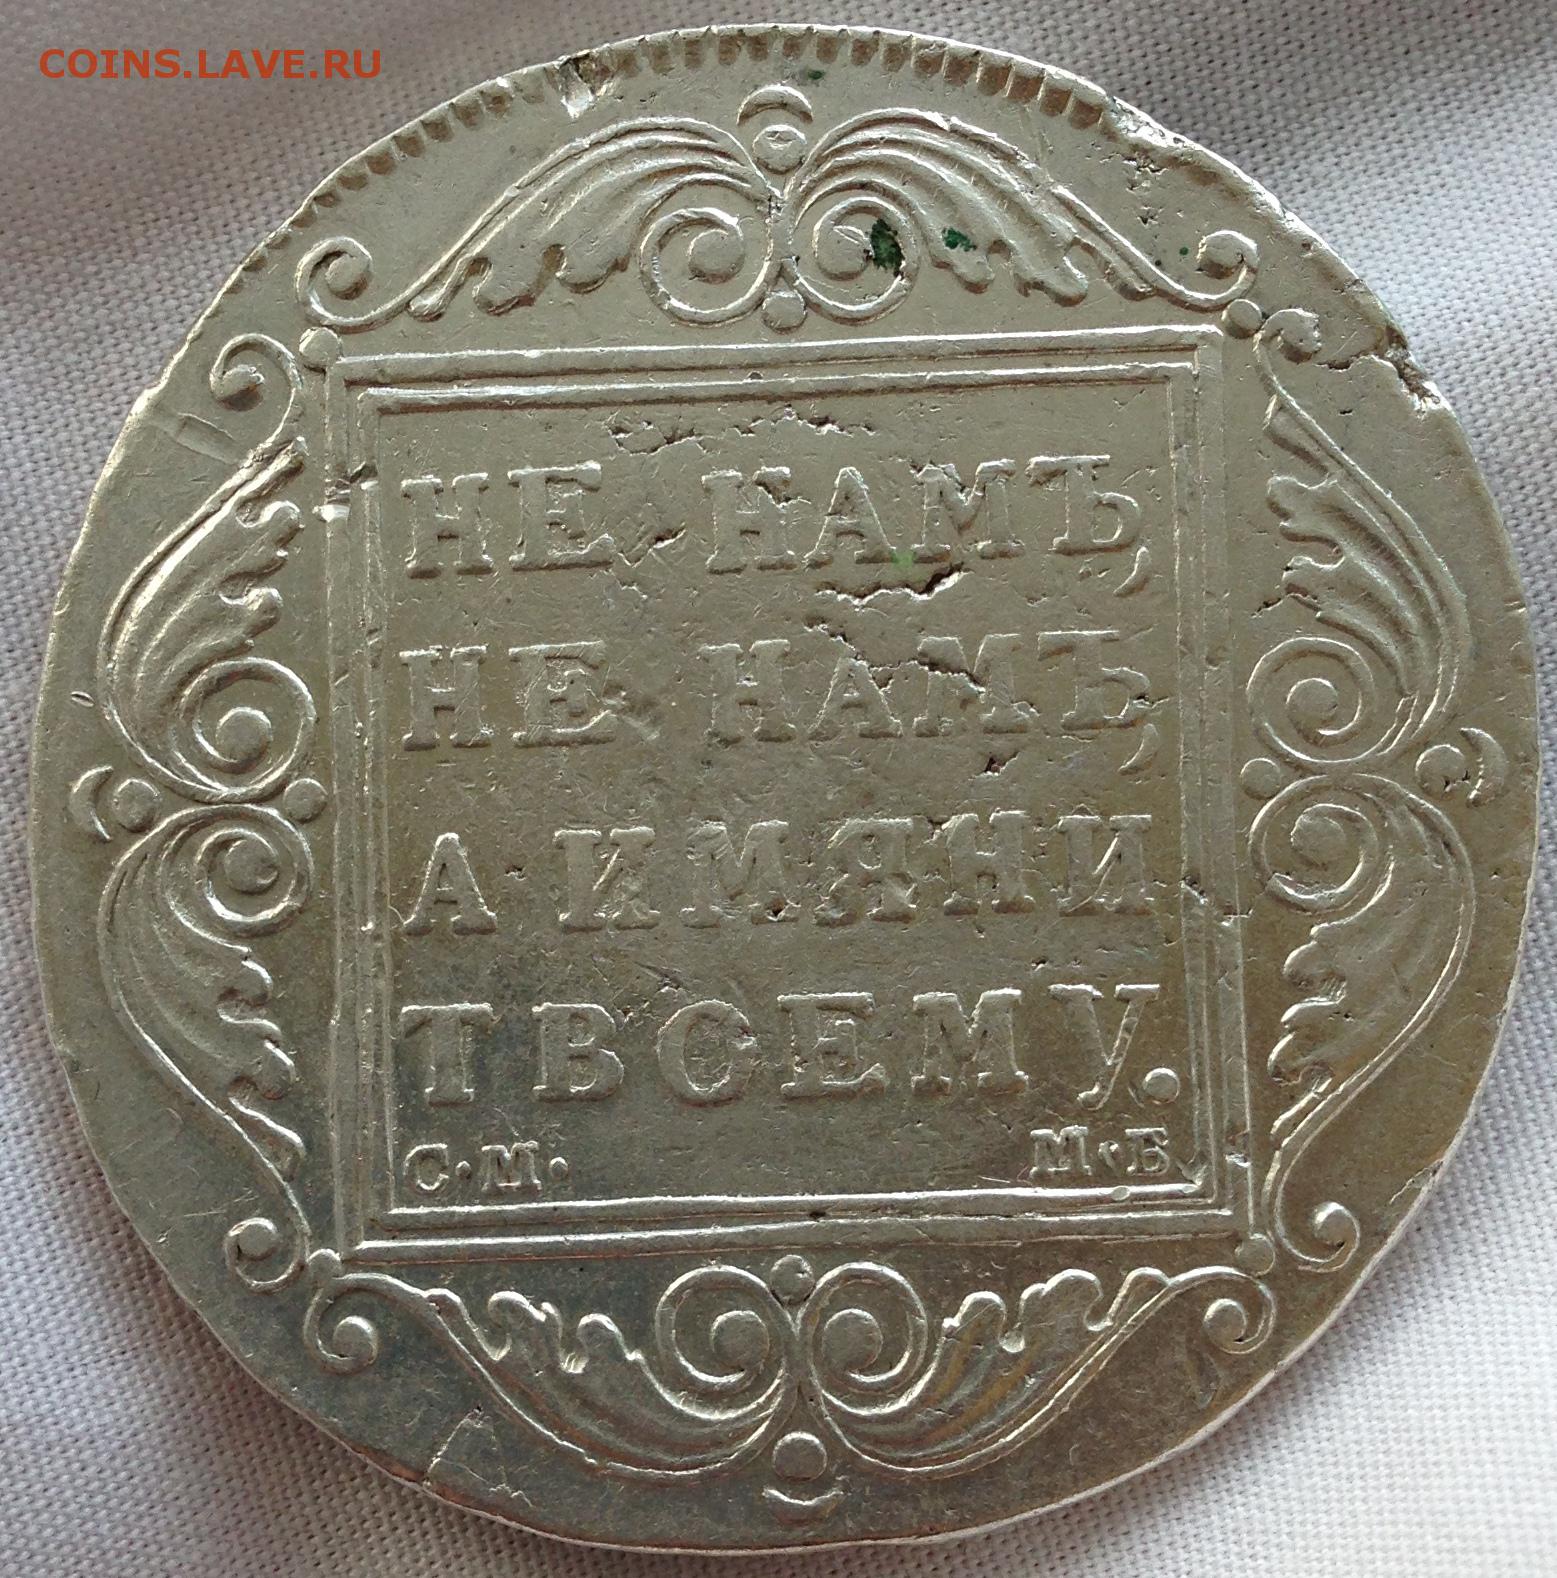 COINS.LAVE.RU
НЕ НАМЪ,
НЕ НАМЪ,
А ИМЯНИ
ТВОЕМУ.
С·М· М·Б